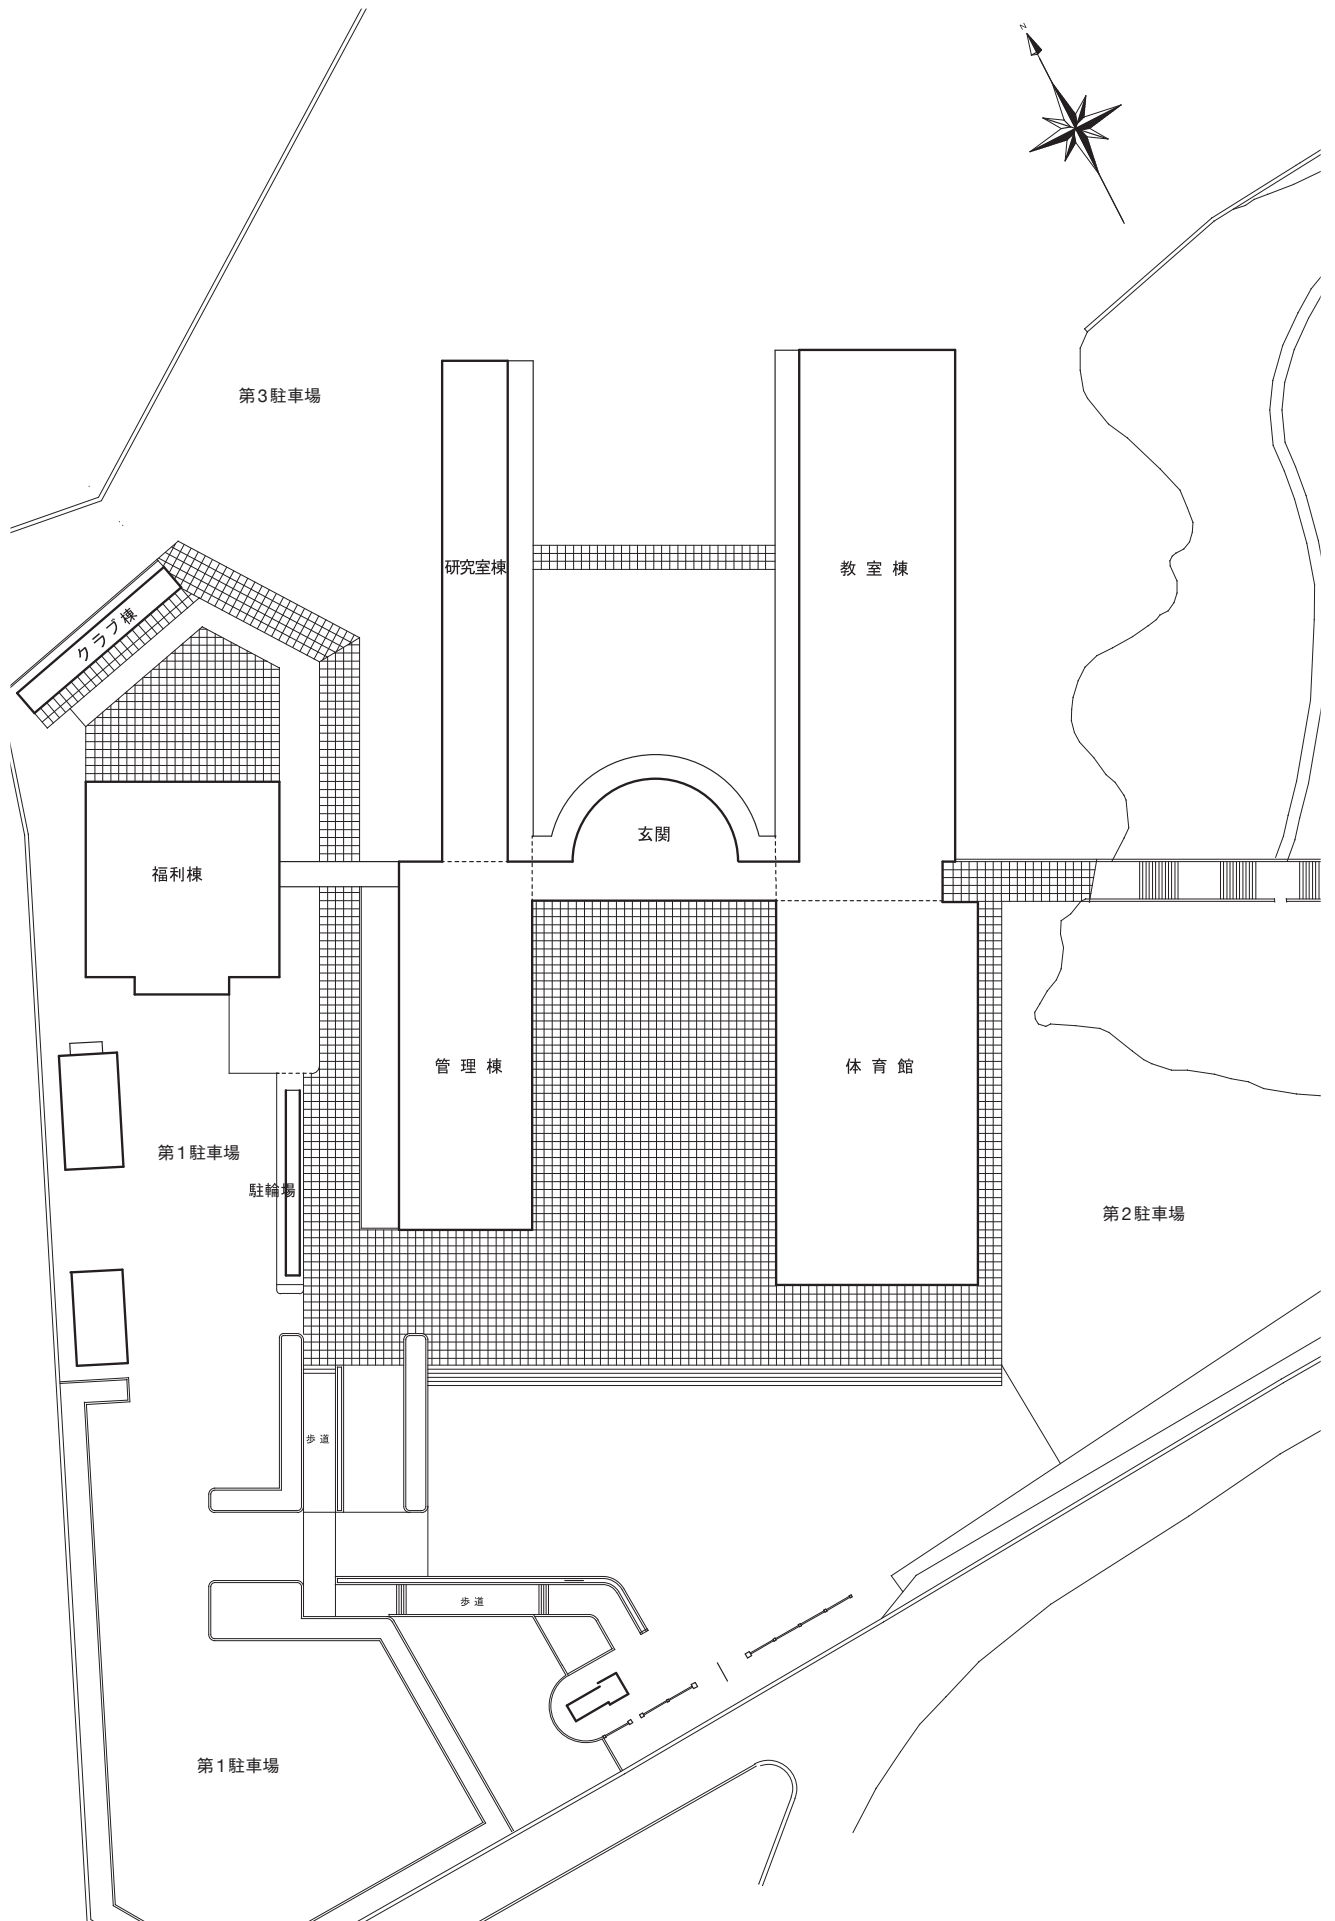 N
第3駐車場
研究室棟
教室棟
クラブ棟
玄関
福利棟
管理棟
体育館
第1駐車場
駐輪場
第2駐車場
歩道
歩道
第1駐車場